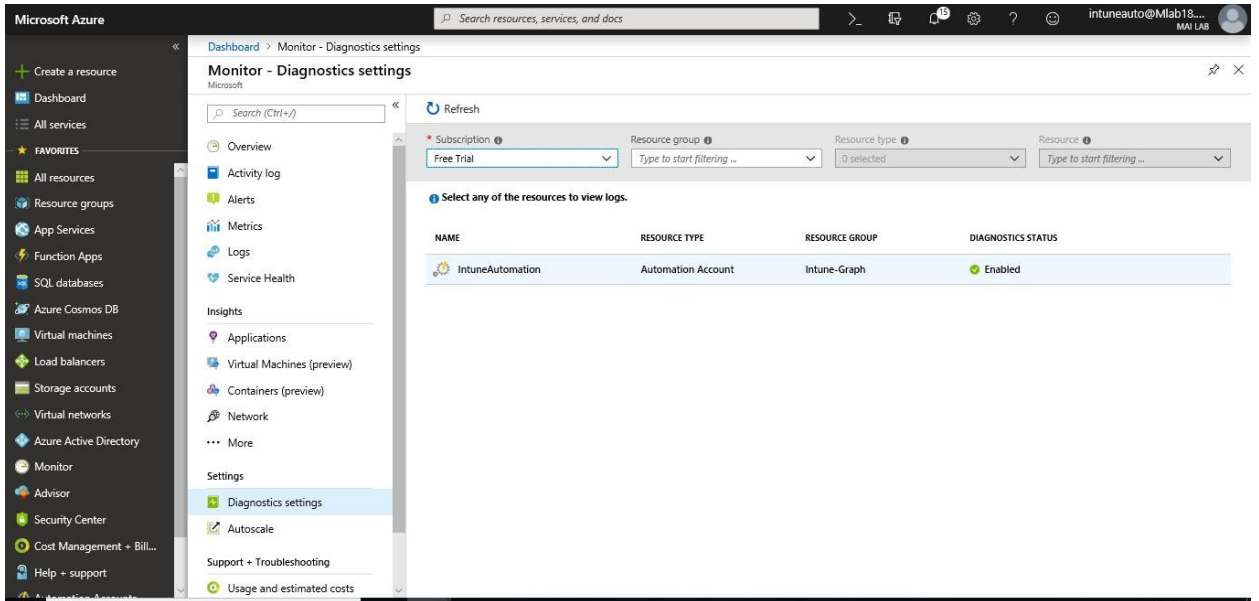 Microsoft Azure
Search resources, services, and docs
15
intuneauto@Mlab18....
MAI LAB
Create a resource
Dashboard
All services
FAVORITES
All resources
Resource groups
App Services
Function Apps
SQL databases
Azure Cosmos DB
Virtual machines
Load balancers
Storage accounts
Virtual networks
Azure Active Directory
Monitor
Advisor
Security Center
Cost Management + Bill...
Help + support
Automation Accounts
Dashboard > Monitor - Diagnostics settings
Monitor - Diagnostics settings
Microsoft
Search (Ctrl+/)
Overview
Activity log
Alerts
Metrics
Logs
Service Health
Insights
Applications
Virtual Machines (preview)
Containers (preview)
Network
More
Settings
Diagnostics settings
Autoscale
Support + Troubleshooting
Usage and estimated costs
Refresh
* Subscription
Resource group
Resource type
Resource
Free Trial
Type to start filtering ...
0 selected
Type to start filtering ...
Select any of the resources to view logs.
NAME RESOURCE TYPE RESOURCE GROUP DIAGNOSTICS STATUS
IntuneAutomation Automation Account Intune-Graph Enabled